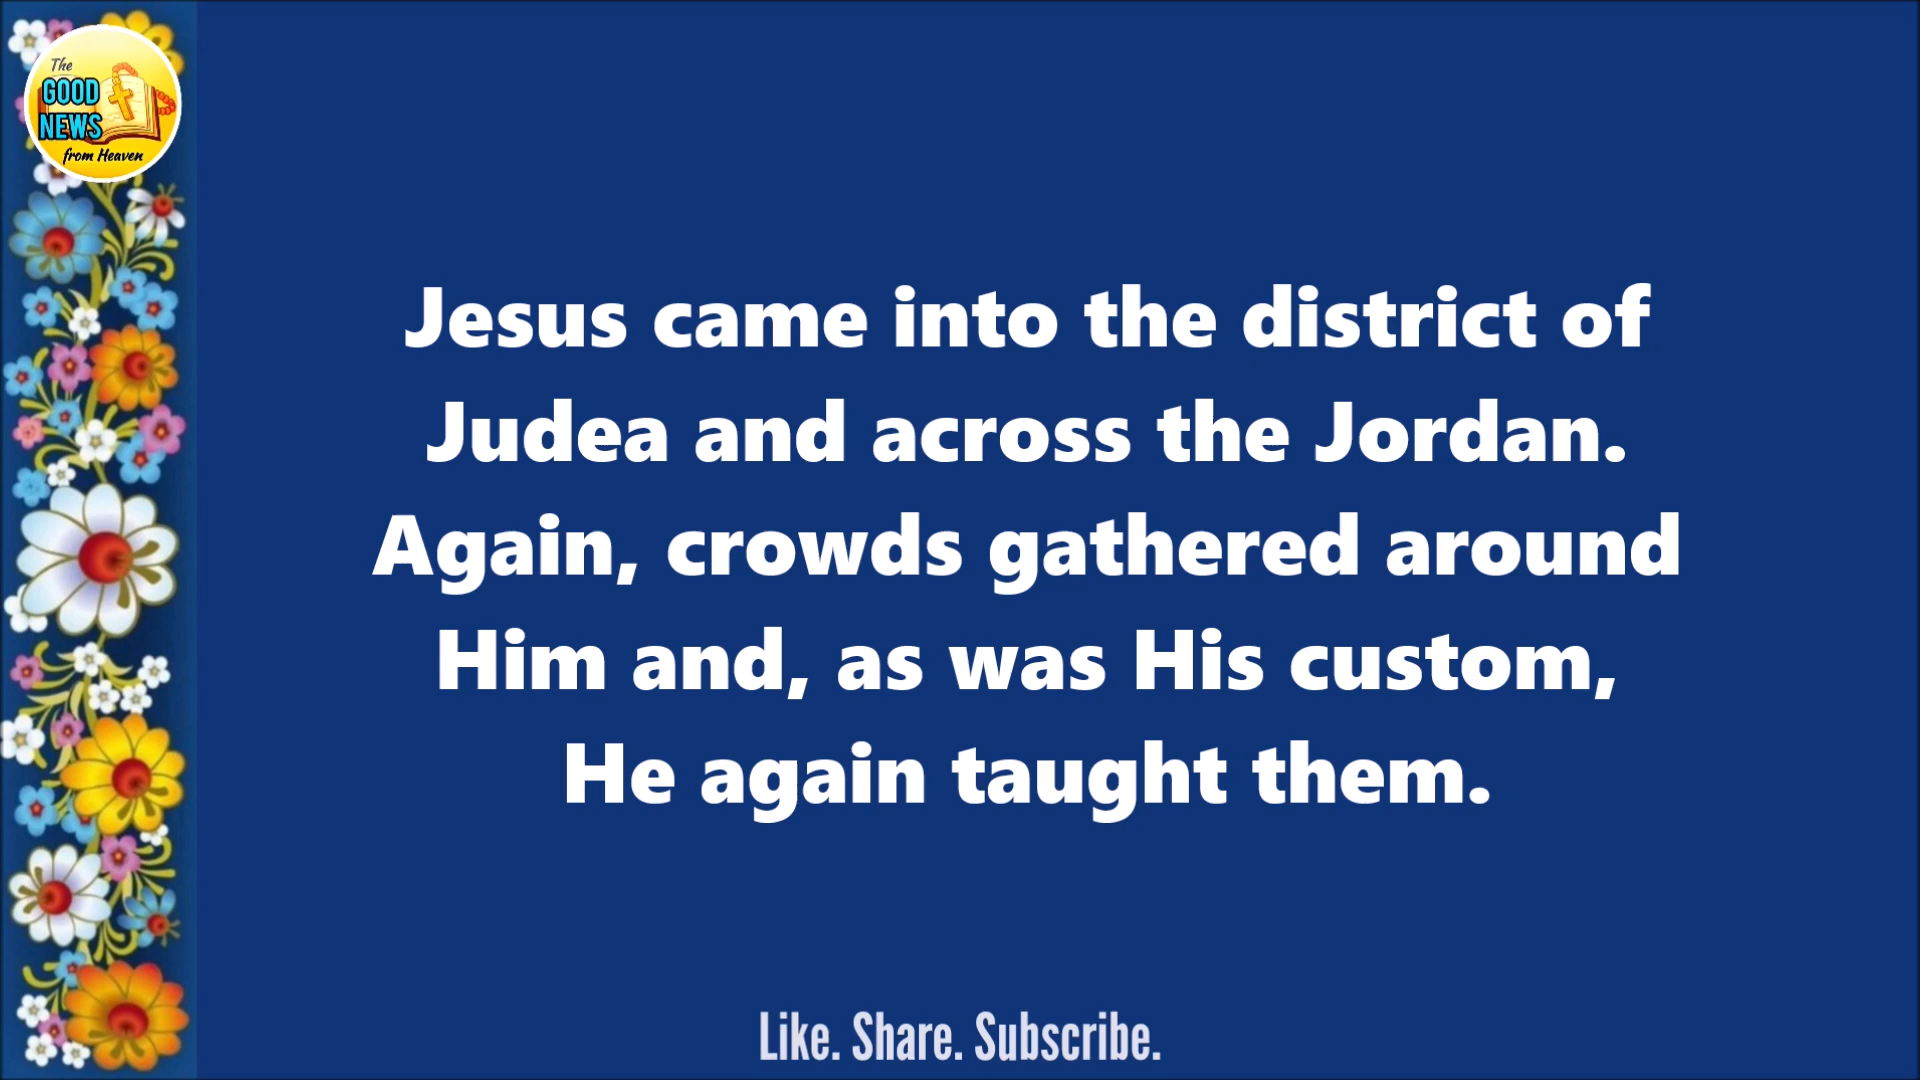 The
GOOD
NEWS
from Heaven
Jesus came into the district of
Judea and across the Jordan.
Again, crowds gathered around
Him and, as was His custom,
He again taught them.
Like. Share. Subscribe.